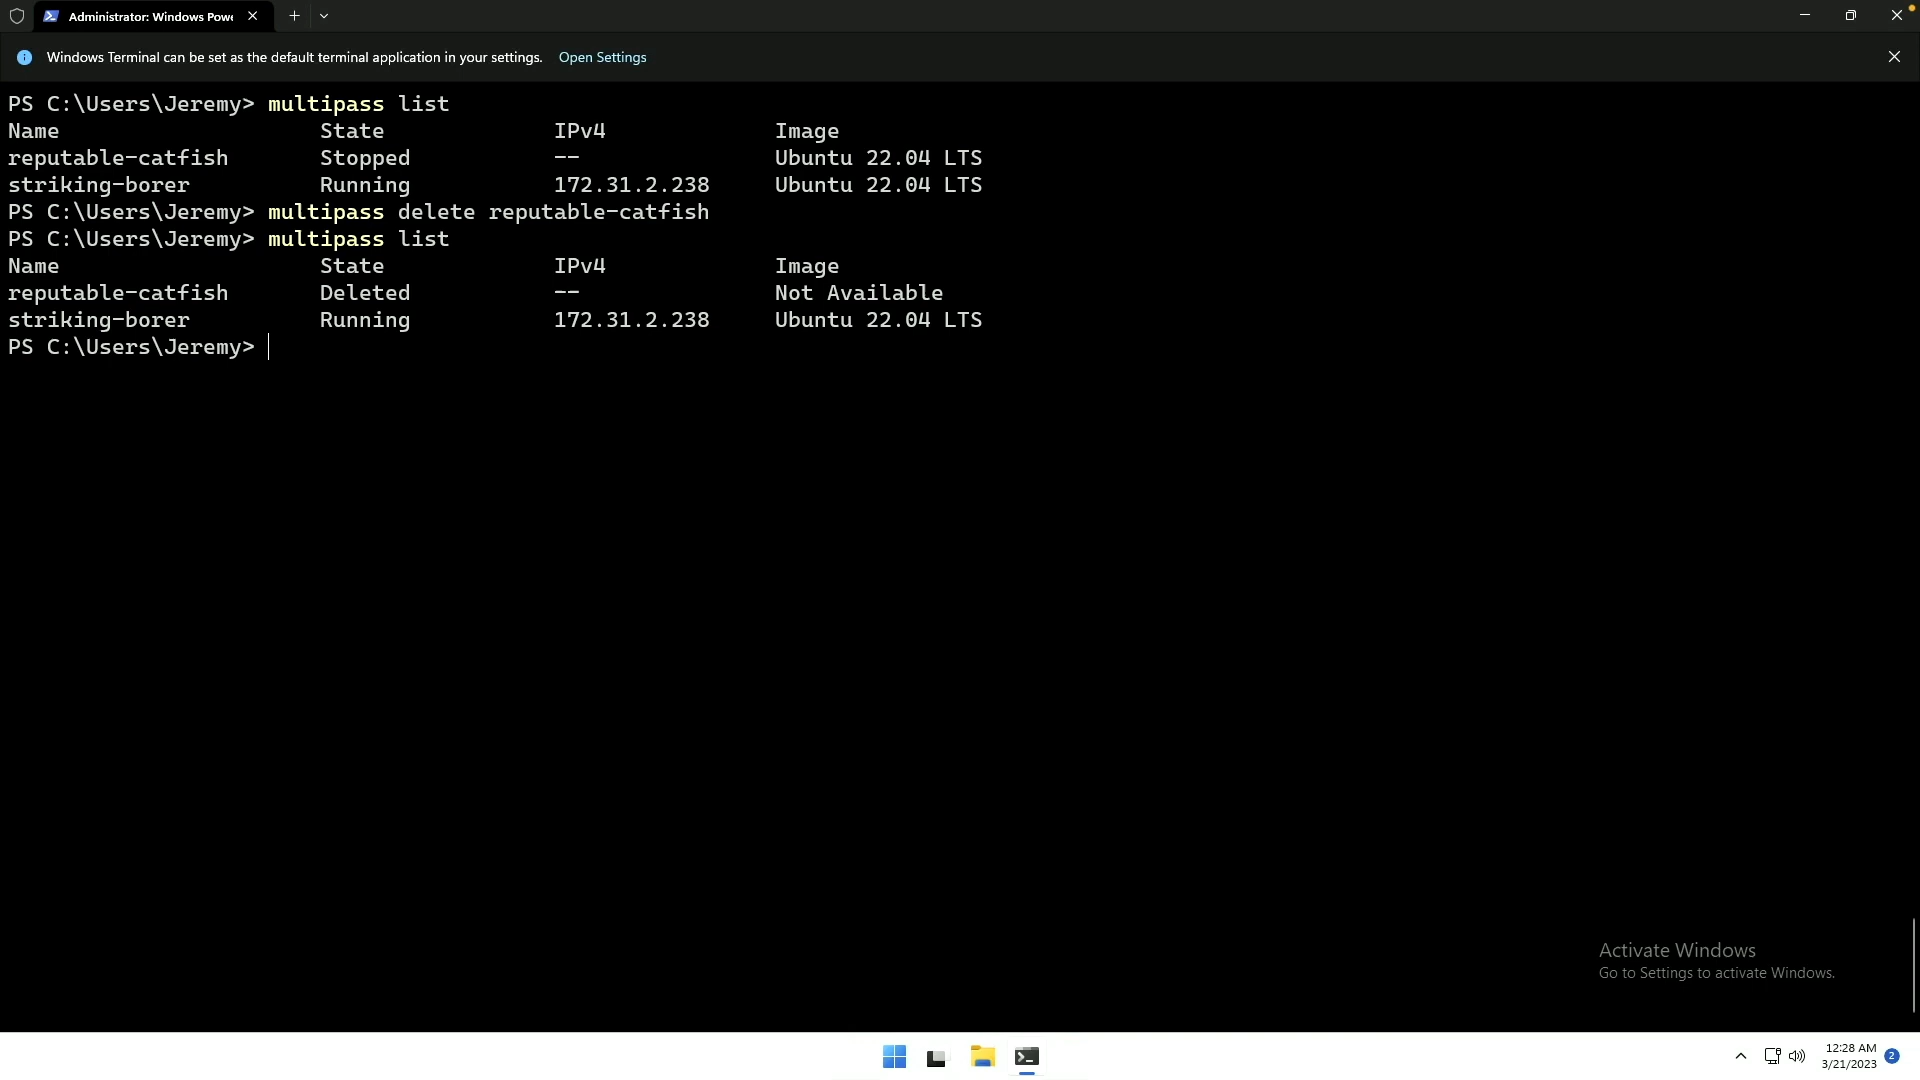 Administrator: Windows Powe
Windows Terminal can be set as the default terminal application in your settings. Open Settings
PS C:\Users\Jeremy> multipass list
Name State IPv4 Image
reputable-catfish Stopped -- Ubuntu 22.04 LTS
striking-borer Running 172.31.2.238 Ubuntu 22.04 LTS
PS C:\Users\Jeremy> multipass delete reputable-catfish
PS C:\Users\Jeremy> multipass list
Name State IPv4 Image
reputable-catfish Deleted -- Not Available
striking-borer Running 172.31.2.238 Ubuntu 22.04 LTS
PS C:\Users\Jeremy>
Activate Windows
Go to Settings to activate Windows.
12:28 AM
3/21/2023
2